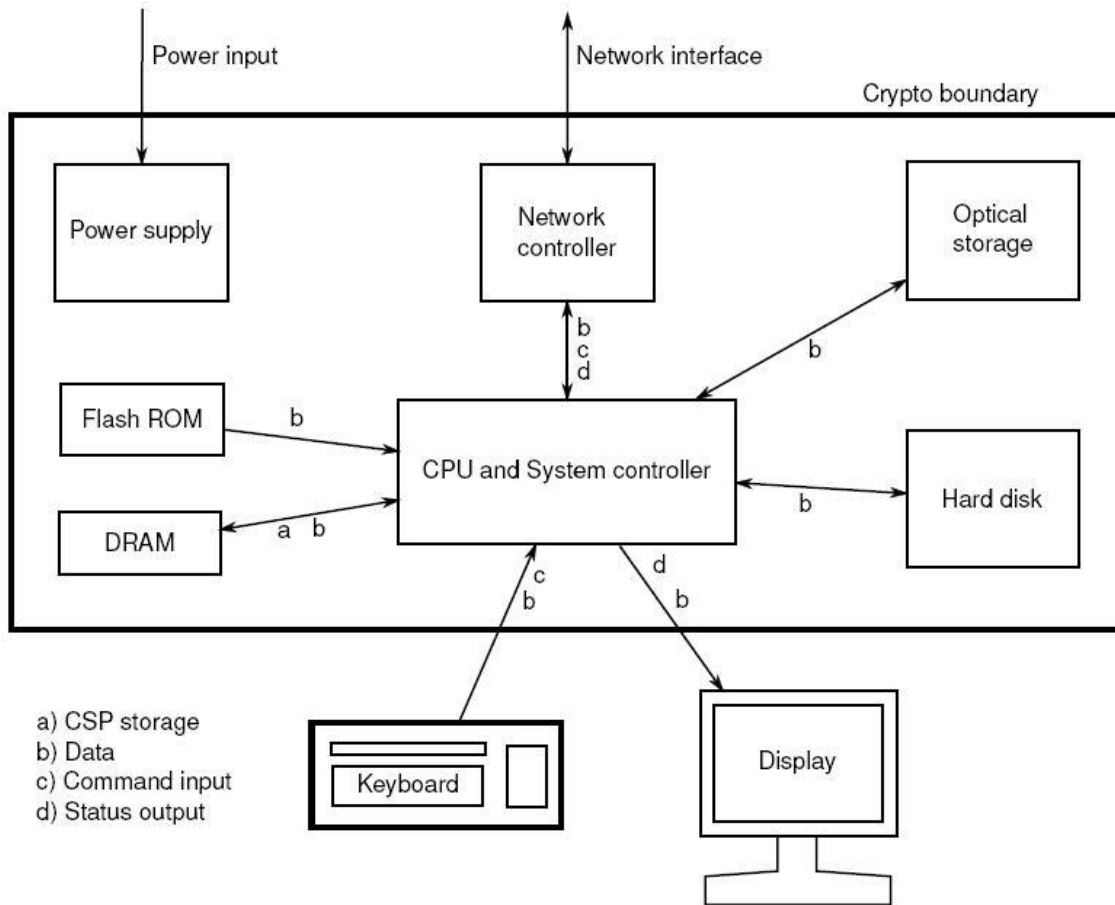 Power input
Network interface
Crypto boundary
Power supply
Network
controller
Optical
storage
b
c
d
b
Flash ROM
b
CPU and System controller
b
Hard disk
DRAM
a b
c
b
d
b
a) CSP storage
b) Data
c) Command input
d) Status output
Keyboard
Display